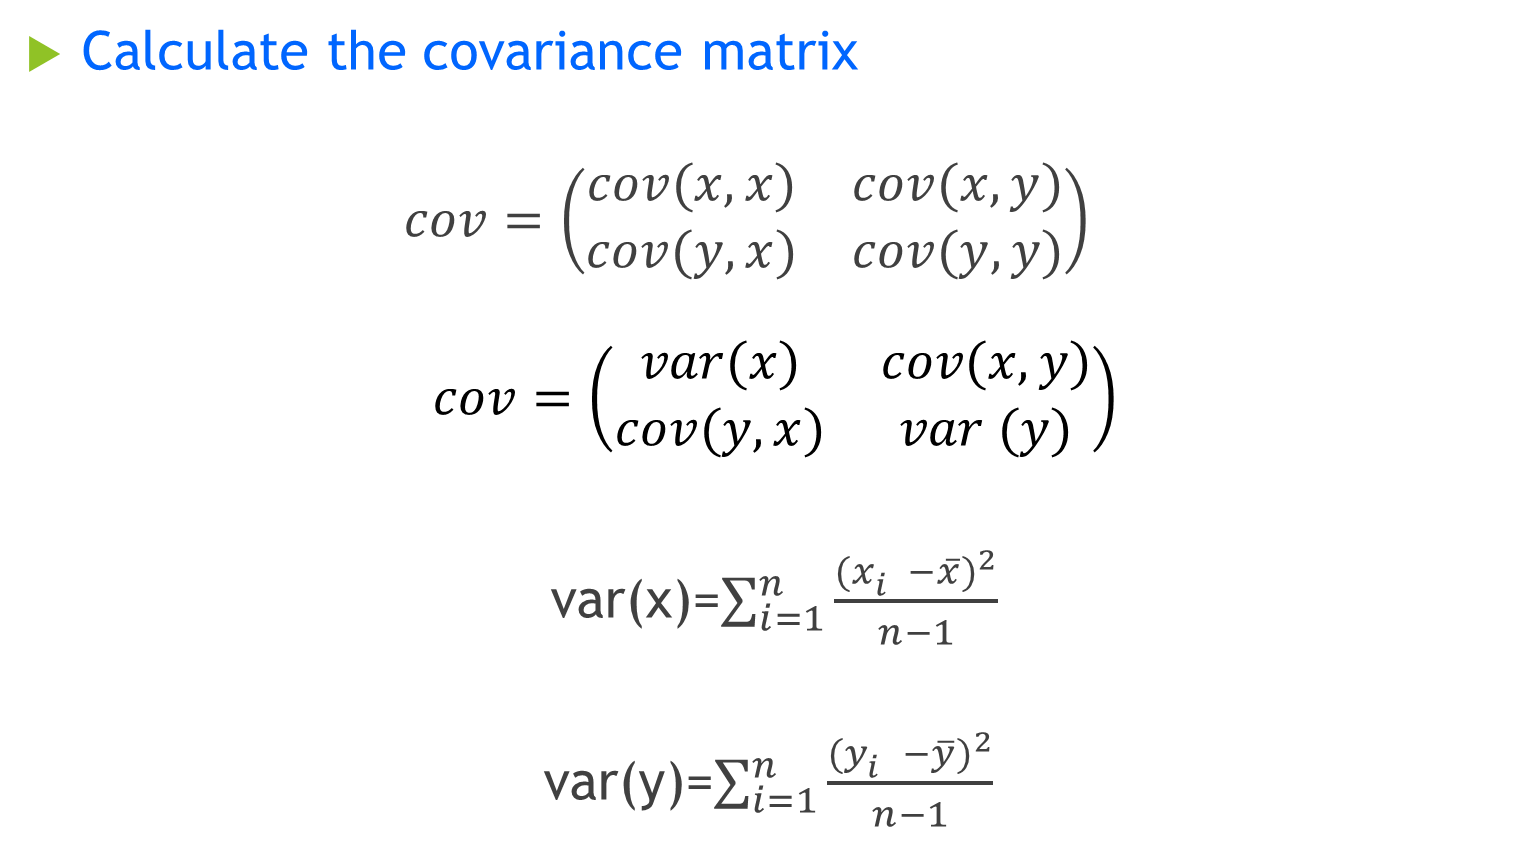 Calculate the covariance matrix
cov = (cov(x, x) cov(x, y)
cov(y, x) cov(y, y))
cov = (var(x) cov(x, y)
cov(y, x) var (y))
var(x)=∑ⁿᵢ₌₁ (xᵢ −x̄)² / n−1
var(y)=∑ⁿᵢ₌₁ (yᵢ −ȳ)² / n−1